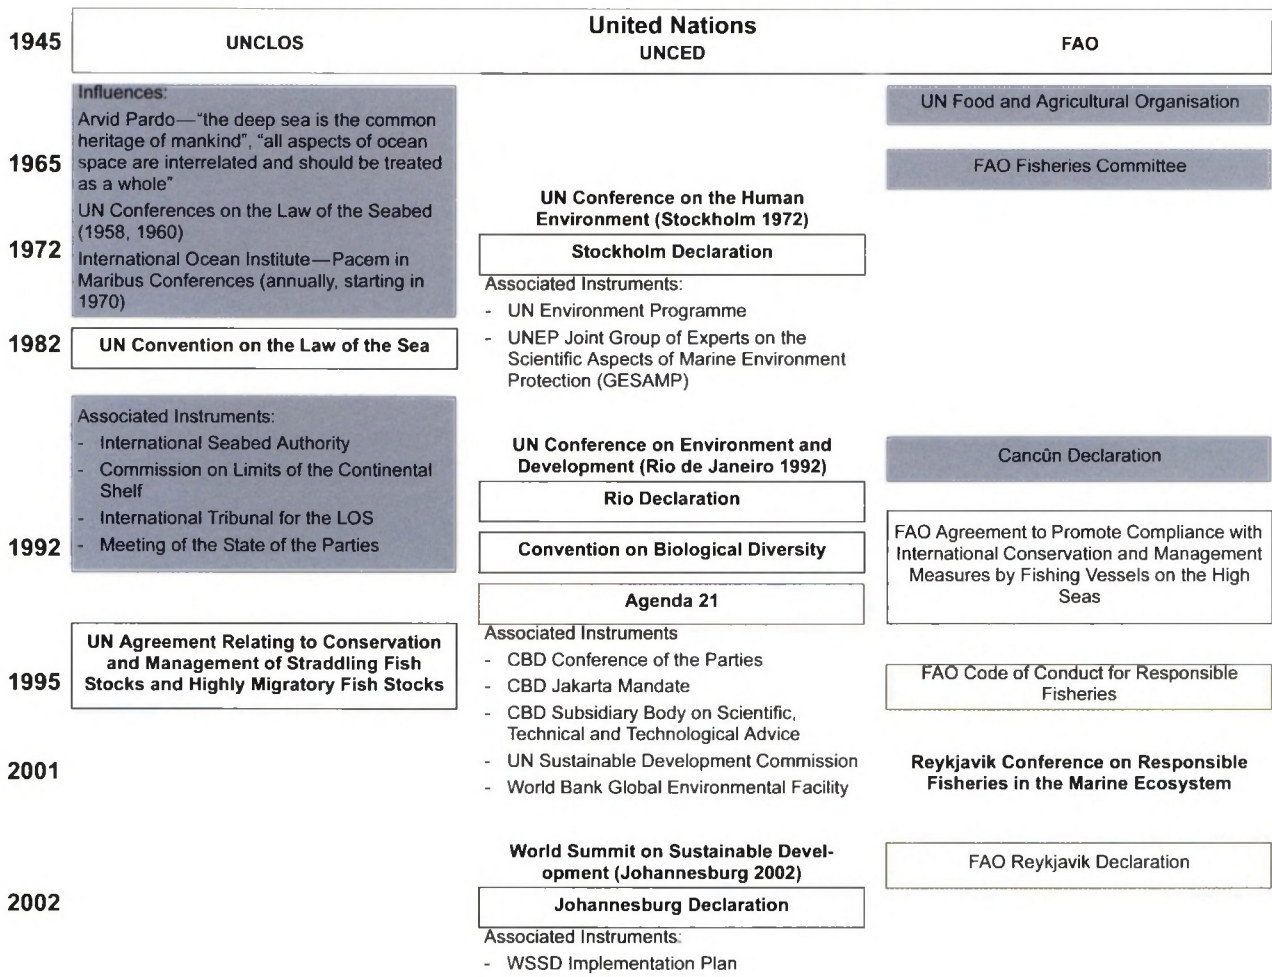 United Nations
1945
UNCLOS
UNCED
FAO
Influences:
Arvid Pardo—“the deep sea is the common
heritage of mankind”, “all aspects of ocean
space are interrelated and should be treated
as a whole”
UN Conferences on the Law of the Seabed
(1958, 1960)
International Ocean Institute—Pacem in
Maribus Conferences (annually, starting in
1970)
1965
1972
1982
UN Convention on the Law of the Sea
Associated Instruments:
- International Seabed Authority
- Commission on Limits of the Continental
Shelf
- International Tribunal for the LOS
- Meeting of the State of the Parties
1992
UN Agreement Relating to Conservation
and Management of Straddling Fish
Stocks and Highly Migratory Fish Stocks
1995
2001
2002
UN Conference on the Human
Environment (Stockholm 1972)
Stockholm Declaration
Associated Instruments:
- UN Environment Programme
- UNEP Joint Group of Experts on the
Scientific Aspects of Marine Environment
Protection (GESAMP)
UN Conference on Environment and
Development (Rio de Janeiro 1992)
Rio Declaration
Convention on Biological Diversity
Agenda 21
Associated Instruments
- CBD Conference of the Parties
- CBD Jakarta Mandate
- CBD Subsidiary Body on Scientific,
Technical and Technological Advice
- UN Sustainable Development Commission
- World Bank Global Environmental Facility
World Summit on Sustainable Devel-
opment (Johannesburg 2002)
Johannesburg Declaration
Associated Instruments:
- WSSD Implementation Plan
UN Food and Agricultural Organisation
FAO Fisheries Committee
Cancûn Declaration
FAO Agreement to Promote Compliance with
International Conservation and Management
Measures by Fishing Vessels on the High
Seas
FAO Code of Conduct for Responsible
Fisheries
Reykjavik Conference on Responsible
Fisheries in the Marine Ecosystem
FAO Reykjavik Declaration